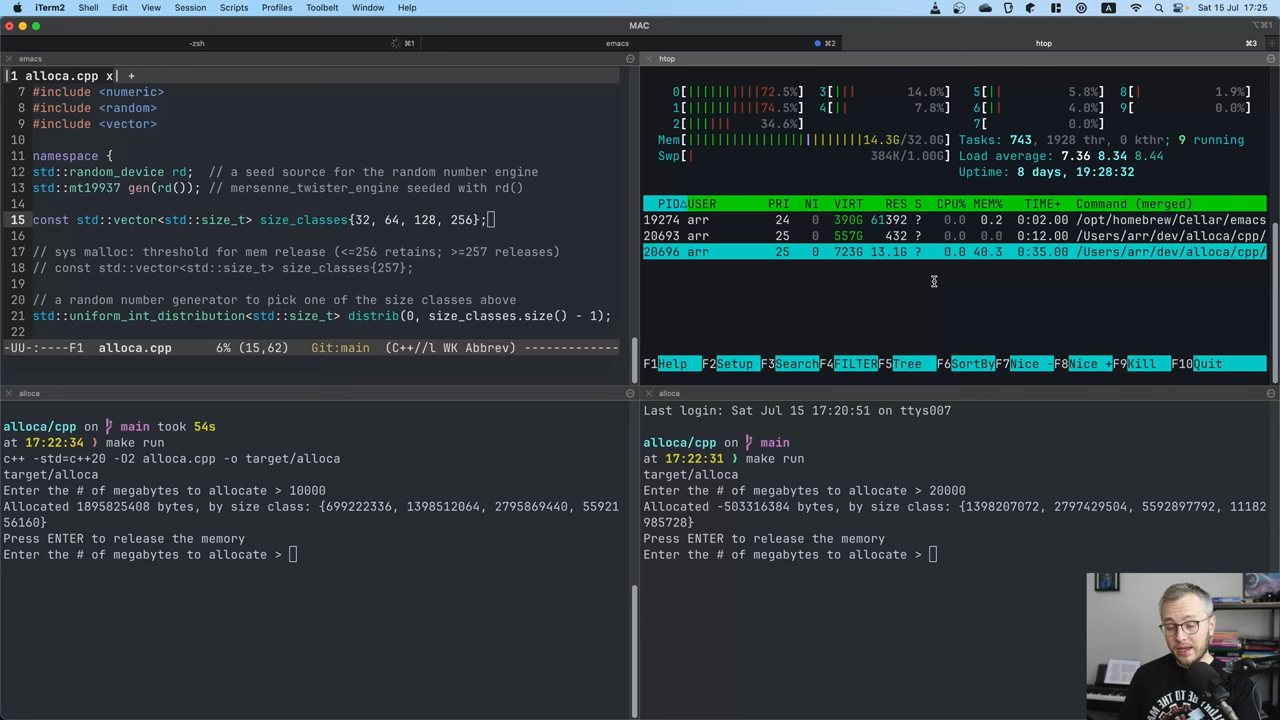 iTerm2 Shell Edit View Session Scripts Profiles Toolbelt Window Help A Sat 15 Jul 17:25
MAC ⌥⌘1
-zsh ⌘1 emacs ⌘2 htop ⌘3
emacs
|1 alloca.cpp x| +
7 #include <numeric>
8 #include <random>
9 #include <vector>
10
11 namespace {
12 std::random_device rd;  // a seed source for the random number engine
13 std::mt19937 gen(rd()); // mersenne_twister_engine seeded with rd()
14
15 const std::vector<std::size_t> size_classes{32, 64, 128, 256};
16
17 // sys malloc: threshold for mem release (<=256 retains; >=257 releases)
18 // const std::vector<std::size_t> size_classes{257};
19
20 // a random number generator to pick one of the size classes above
21 std::uniform_int_distribution<std::size_t> distrib(0, size_classes.size() - 1);
22
-UU-:----F1  alloca.cpp     6% (15,62)   Git:main  (C++//l WK Abbrev) -------------
htop
0[||||||||||72.5%] 3[||| 14.0%] 5[|| 5.8%] 8[| 1.9%]
1[||||||||||74.5%] 4[|| 7.8%] 6[|| 4.0%] 9[ 0.0%]
2[||||| 34.6%] 7[ 0.0%]
Mem[||||||||||||||||||||||14.3G/32.0G] Tasks: 743, 1928 thr, 0 kthr; 9 running
Swp[| 384K/1.00G] Load average: 7.36 8.34 8.44
Uptime: 8 days, 19:28:32
PID△USER PRI NI VIRT RES S CPU% MEM% TIME+ Command (merged)
19274 arr 24 0 390G 61392 ? 0.0 0.2 0:02.00 /opt/homebrew/Cellar/emacs
20693 arr 25 0 557G 432 ? 0.0 0.0 0:12.00 /Users/arr/dev/alloca/cpp/
20696 arr 25 0 723G 13.1G ? 0.0 40.3 0:35.00 /Users/arr/dev/alloca/cpp/
F1Help F2Setup F3Search F4FILTER F5Tree F6SortBy F7Nice - F8Nice + F9Kill F10Quit
alloca
alloca/cpp on main took 54s
at 17:22:34 ❯ make run
c++ -std=c++20 -O2 alloca.cpp -o target/alloca
target/alloca
Enter the # of megabytes to allocate > 10000
Allocated 1895825408 bytes, by size class: {699222336, 1398512064, 2795869440, 55921
56160}
Press ENTER to release the memory
Enter the # of megabytes to allocate >
alloca
Last login: Sat Jul 15 17:20:51 on ttys007
alloca/cpp on main
at 17:22:31 ❯ make run
target/alloca
Enter the # of megabytes to allocate > 20000
Allocated -503316384 bytes, by size class: {1398207072, 2797429504, 5592897792, 11182
985728}
Press ENTER to release the memory
Enter the # of megabytes to allocate >